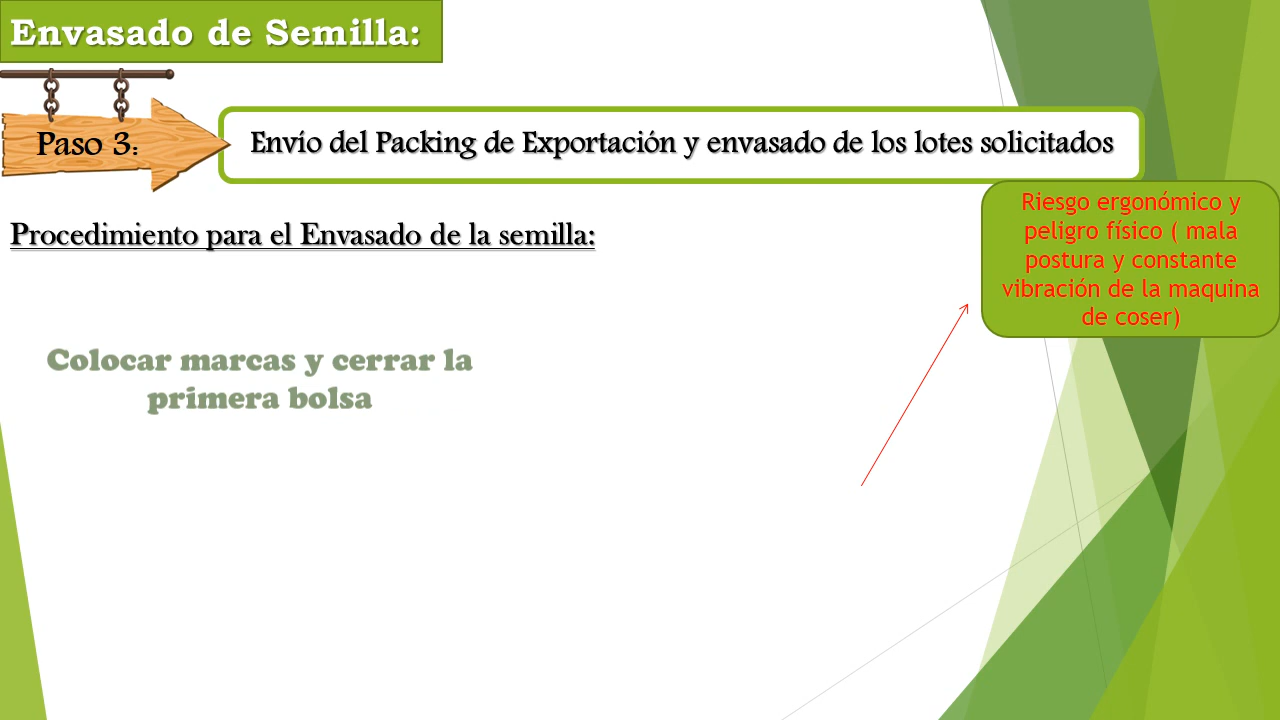 Envasado de Semilla:
Paso 3:
Envío del Packing de Exportación y envasado de los lotes solicitados
Riesgo ergonómico y
peligro físico ( mala
postura y constante
vibración de la maquina
de coser)
Procedimiento para el Envasado de la semilla:
Colocar marcas y cerrar la
primera bolsa